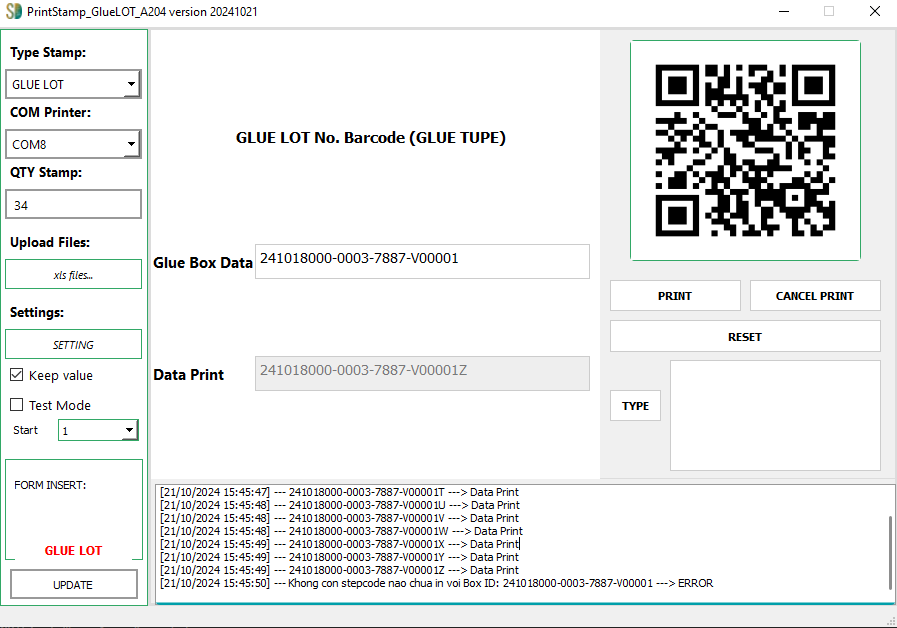 PrintStamp_GlueLOT_A204 version 20241021
Type Stamp:
GLUE LOT
COM Printer:
COM8
QTY Stamp:
34
Upload Files:
xls files...
Settings:
SETTING
Keep value
Test Mode
Start 1
FORM INSERT:
GLUE LOT
UPDATE
GLUE LOT No. Barcode (GLUE TUPE)
Glue Box Data 241018000-0003-7887-V00001
Data Print 241018000-0003-7887-V00001Z
PRINT CANCEL PRINT
RESET
TYPE
[21/10/2024 15:45:47] --- 241018000-0003-7887-V00001T ---> Data Print
[21/10/2024 15:45:48] --- 241018000-0003-7887-V00001U ---> Data Print
[21/10/2024 15:45:48] --- 241018000-0003-7887-V00001V ---> Data Print
[21/10/2024 15:45:48] --- 241018000-0003-7887-V00001W ---> Data Print
[21/10/2024 15:45:49] --- 241018000-0003-7887-V00001X ---> Data Print
[21/10/2024 15:45:49] --- 241018000-0003-7887-V00001Y ---> Data Print
[21/10/2024 15:45:49] --- 241018000-0003-7887-V00001Z ---> Data Print
[21/10/2024 15:45:50] --- Khong con stepcode nao chua in voi Box ID: 241018000-0003-7887-V00001 ---> ERROR